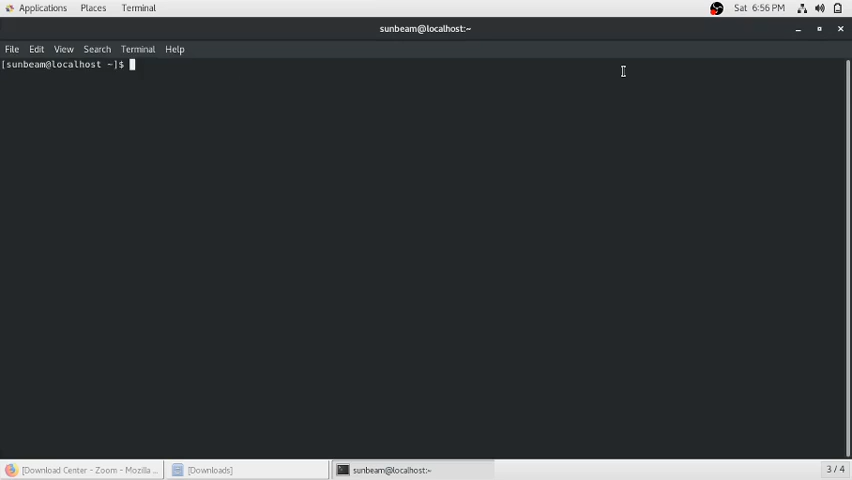 Applications Places Terminal Sat 6:56 PM
sunbeam@localhost:~
File Edit View Search Terminal Help
[sunbeam@localhost ~]$
[Download Center - Zoom - Mozilla ... [Downloads] sunbeam@localhost:~ 3 / 4